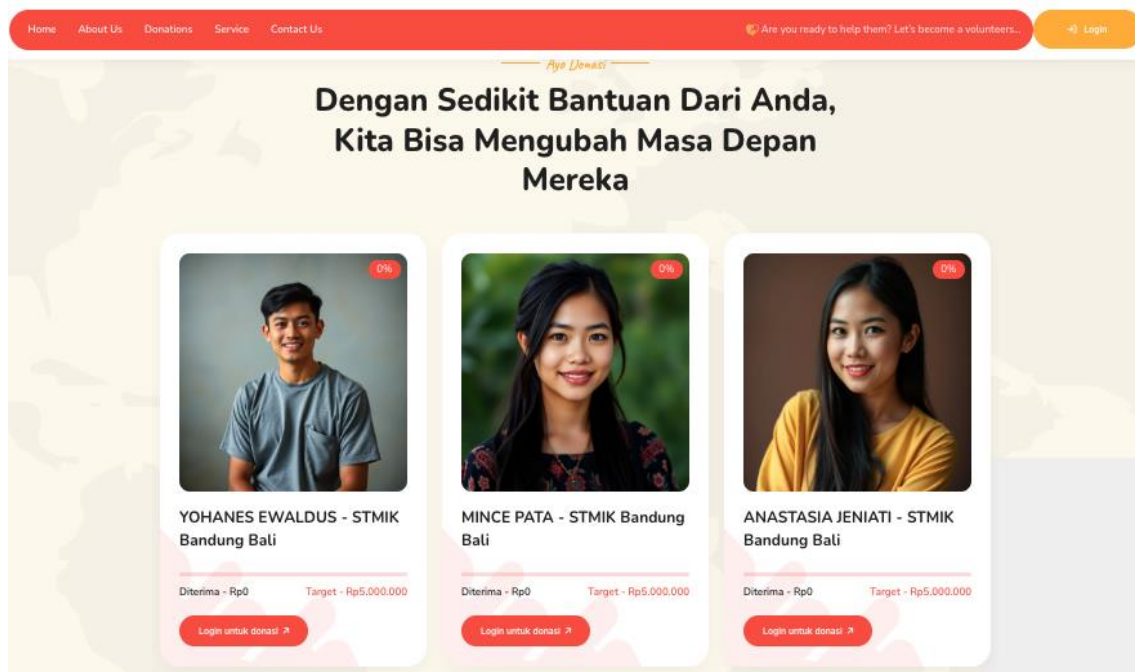 Home About Us Donations Service Contact Us Are you ready to help them? Let's become a volunteers... Login
Ayo Donasi
Dengan Sedikit Bantuan Dari Anda,
Kita Bisa Mengubah Masa Depan
Mereka
0% 0% 0%
YOHANES EWALDUS - STMIK
Bandung Bali
MINCE PATA - STMIK Bandung
Bali
ANASTASIA JENIATI - STMIK
Bandung Bali
Diterima - Rp0 Target - Rp5.000.000
Diterima - Rp0 Target - Rp5.000.000
Diterima - Rp0 Target - Rp5.000.000
Login untuk donasi
Login untuk donasi
Login untuk donasi